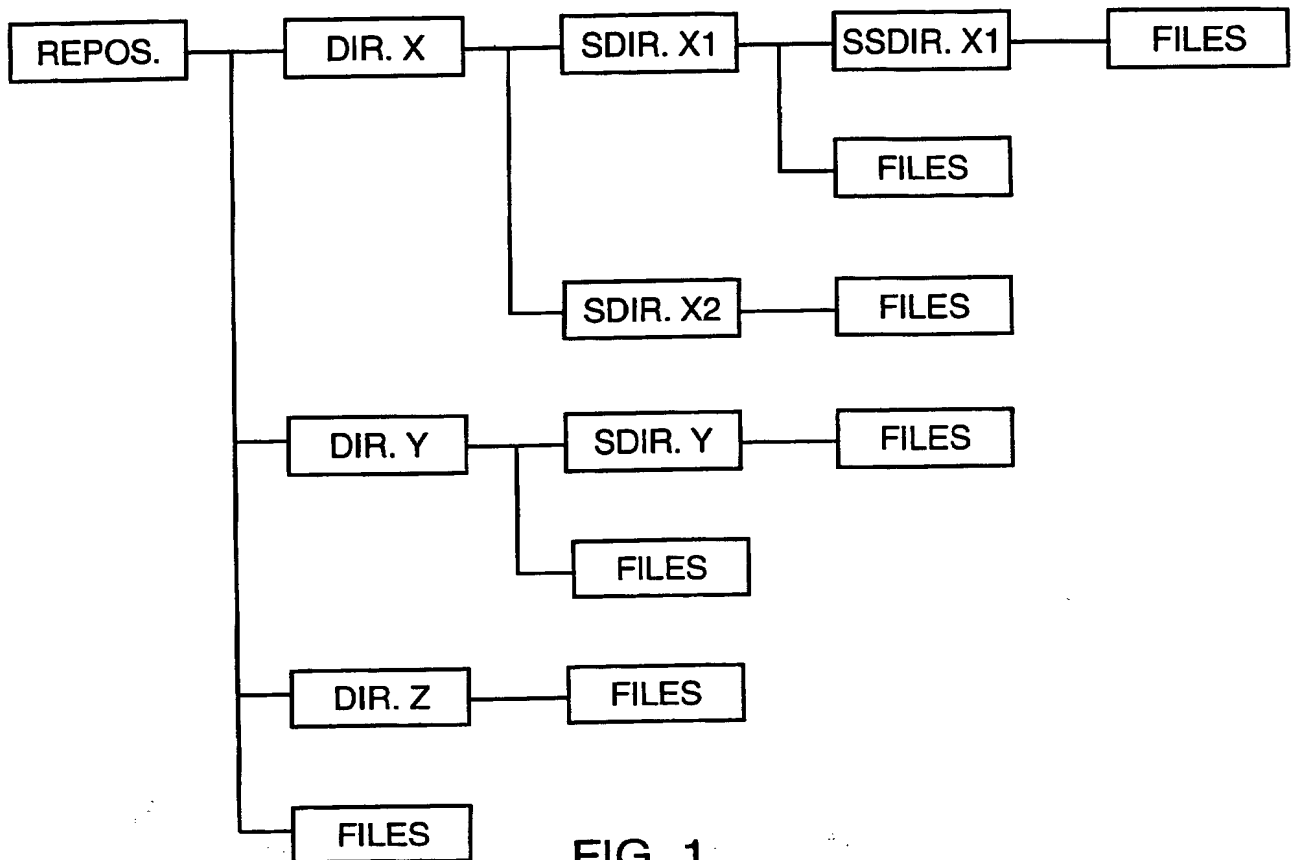 REPOS.
DIR. X
SDIR. X1
SSDIR. X1
FILES
FILES
SDIR. X2
FILES
DIR. Y
SDIR. Y
FILES
FILES
DIR. Z
FILES
FILES
FIG. 1